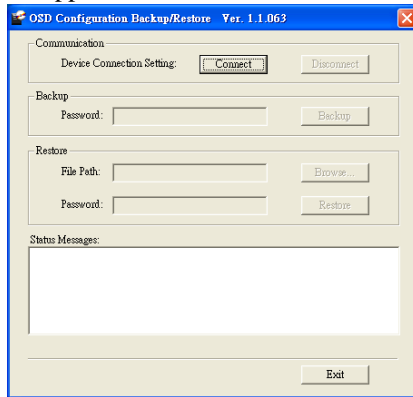 OSD Configuration Backup/Restore Ver. 1.1.063
Communication
Device Connection Setting: Connect Disconnect
Backup
Password: Backup
Restore
File Path: Browse...
Password: Restore
Status Messages:
Exit